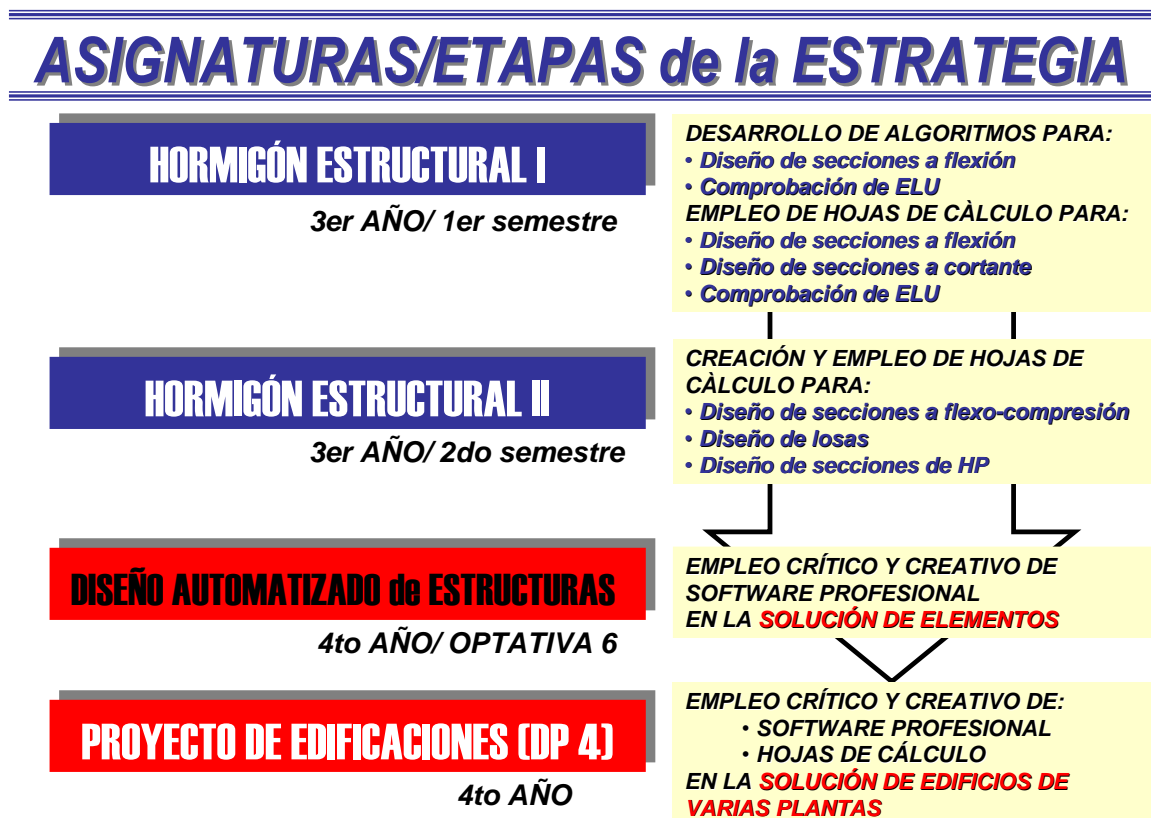 ASIGNATURAS/ETAPAS de la ESTRATEGIA
HORMIGÓN ESTRUCTURAL I
3er AÑO/ 1er semestre
DESARROLLO DE ALGORITMOS PARA:
• Diseño de secciones a flexión
• Comprobación de ELU
EMPLEO DE HOJAS DE CÀLCULO PARA:
• Diseño de secciones a flexión
• Diseño de secciones a cortante
• Comprobación de ELU
HORMIGÓN ESTRUCTURAL II
3er AÑO/ 2do semestre
CREACIÓN Y EMPLEO DE HOJAS DE
CÀLCULO PARA:
• Diseño de secciones a flexo-compresión
• Diseño de losas
• Diseño de secciones de HP
DISEÑO AUTOMATIZADO de ESTRUCTURAS
4to AÑO/ OPTATIVA 6
EMPLEO CRÍTICO Y CREATIVO DE
SOFTWARE PROFESIONAL
EN LA SOLUCIÓN DE ELEMENTOS
PROYECTO DE EDIFICACIONES (DP 4)
4to AÑO
EMPLEO CRÍTICO Y CREATIVO DE:
• SOFTWARE PROFESIONAL
• HOJAS DE CÁLCULO
EN LA SOLUCIÓN DE EDIFICIOS DE
VARIAS PLANTAS